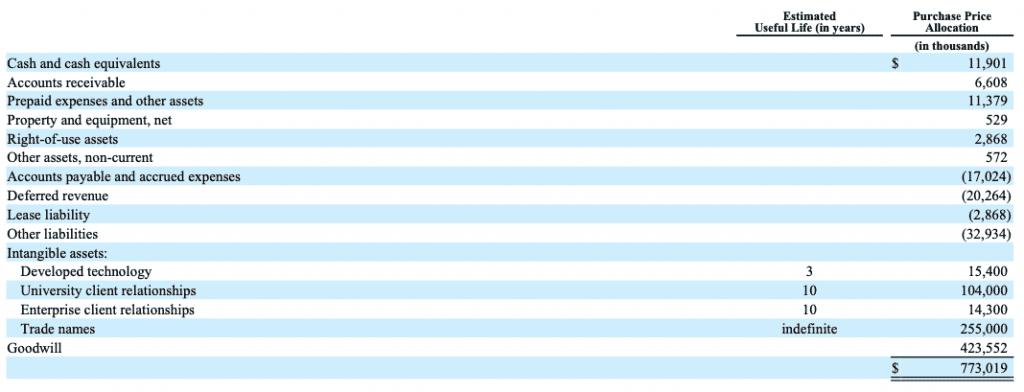 Estimated Purchase Price
Useful Life (in years) Allocation
(in thousands)
Cash and cash equivalents $ 11,901
Accounts receivable 6,608
Prepaid expenses and other assets 11,379
Property and equipment, net 529
Right-of-use assets 2,868
Other assets, non-current 572
Accounts payable and accrued expenses (17,024)
Deferred revenue (20,264)
Lease liability (2,868)
Other liabilities (32,934)
Intangible assets:
Developed technology 3 15,400
University client relationships 10 104,000
Enterprise client relationships 10 14,300
Trade names indefinite 255,000
Goodwill 423,552
$ 773,019